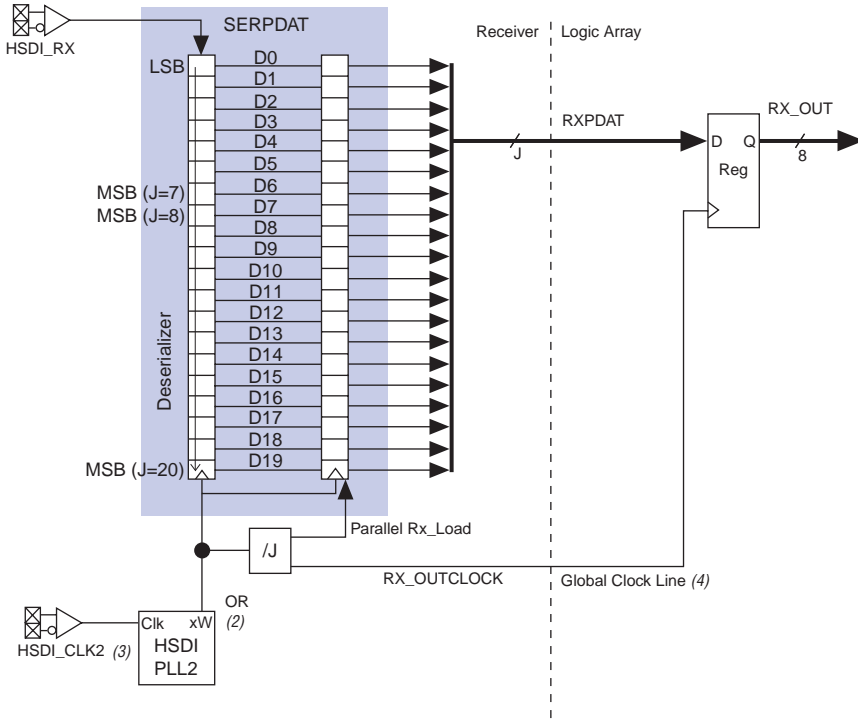 SERPDAT
HSDI_RX
Receiver
Logic Array
LSB
D0
D1
D2
D3
D4
D5
MSB (J=7)
D6
MSB (J=8)
D7
D8
D9
D10
D11
D12
D13
D14
D15
D16
D17
D18
MSB (J=20)
D19
Deserializer
RXPDAT
J
RX_OUT
D Q
Reg
8
Parallel Rx_Load
/J
RX_OUTCLOCK
Global Clock Line (4)
OR
(2)
Clk xW
HSDI
PLL2
HSDI_CLK2 (3)